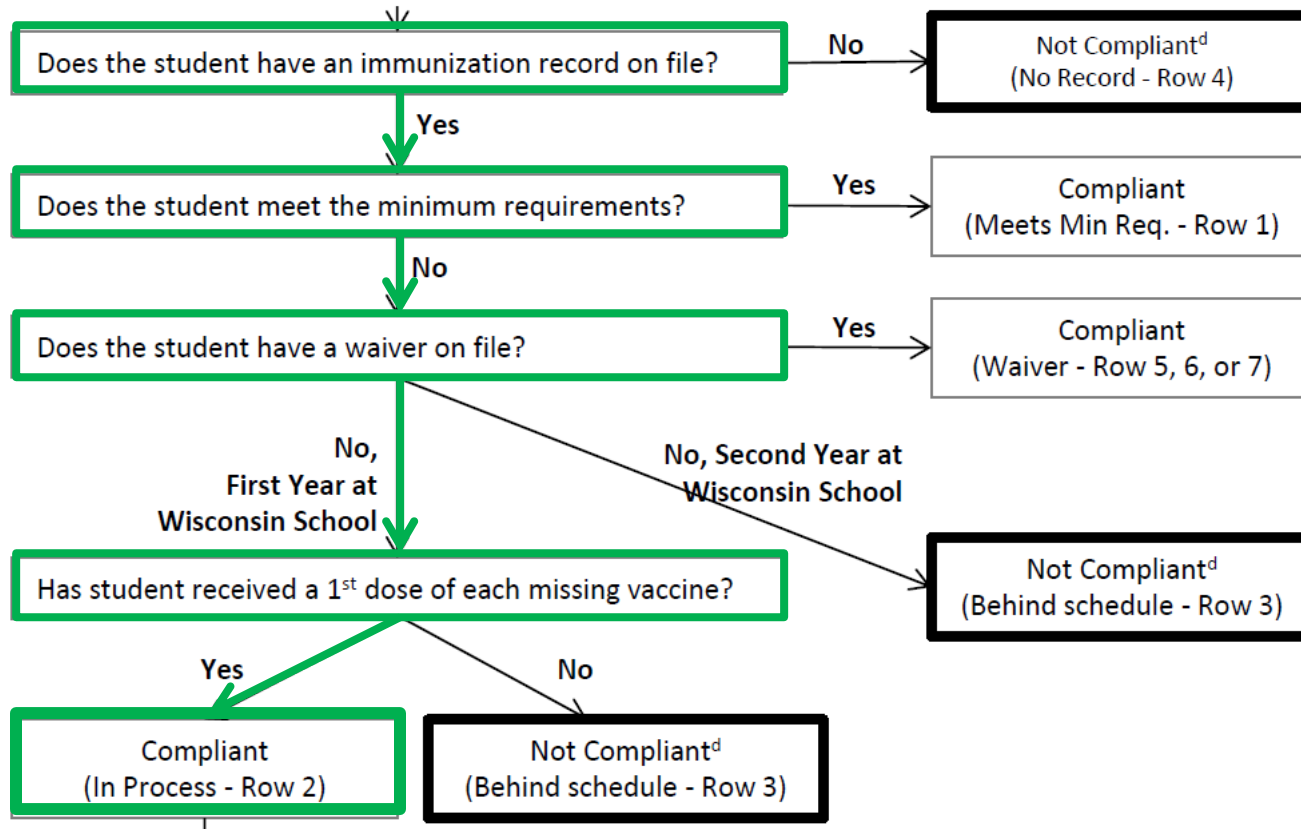 Does the student have an immunization record on file?
No
Not Compliantᵈ
(No Record - Row 4)
Yes
Does the student meet the minimum requirements?
Yes
Compliant
(Meets Min Req. - Row 1)
No
Does the student have a waiver on file?
Yes
Compliant
(Waiver - Row 5, 6, or 7)
No,
First Year at
Wisconsin School
No, Second Year at
Wisconsin School
Has student received a 1ˢᵗ dose of each missing vaccine?
Not Compliantᵈ
(Behind schedule - Row 3)
Yes
No
Compliant
(In Process - Row 2)
Not Compliantᵈ
(Behind schedule - Row 3)